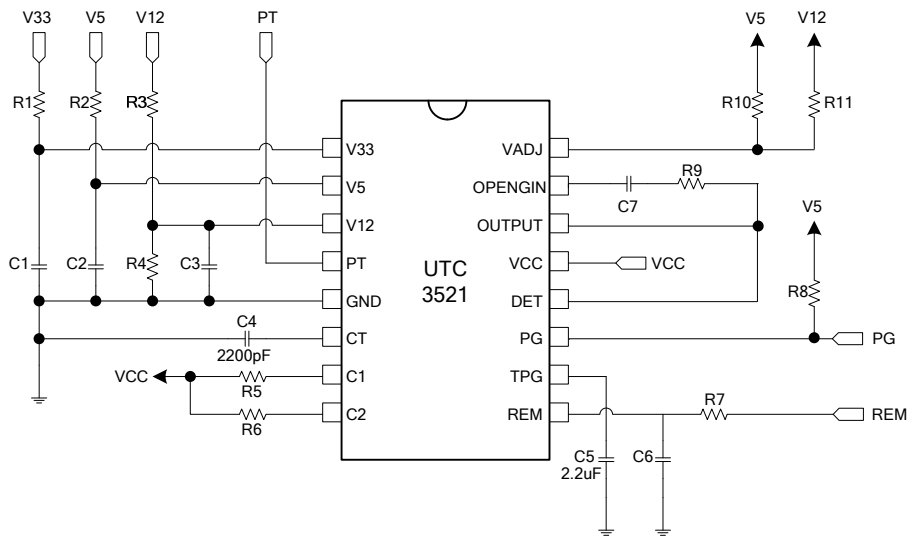 V33 V5 V12 PT V5 V12
R1 R2 R3 R10 R11
V33 VADJ
V5 OPENGIN R9
C7
V12 OUTPUT V5
C1 C2 R4 C3 PT UTC VCC VCC
3521
GND DET R8
C4 CT PG PG
2200pF
VCC C1 TPG
R5 R7
C2 REM REM
R6
C5 C6
2.2uF